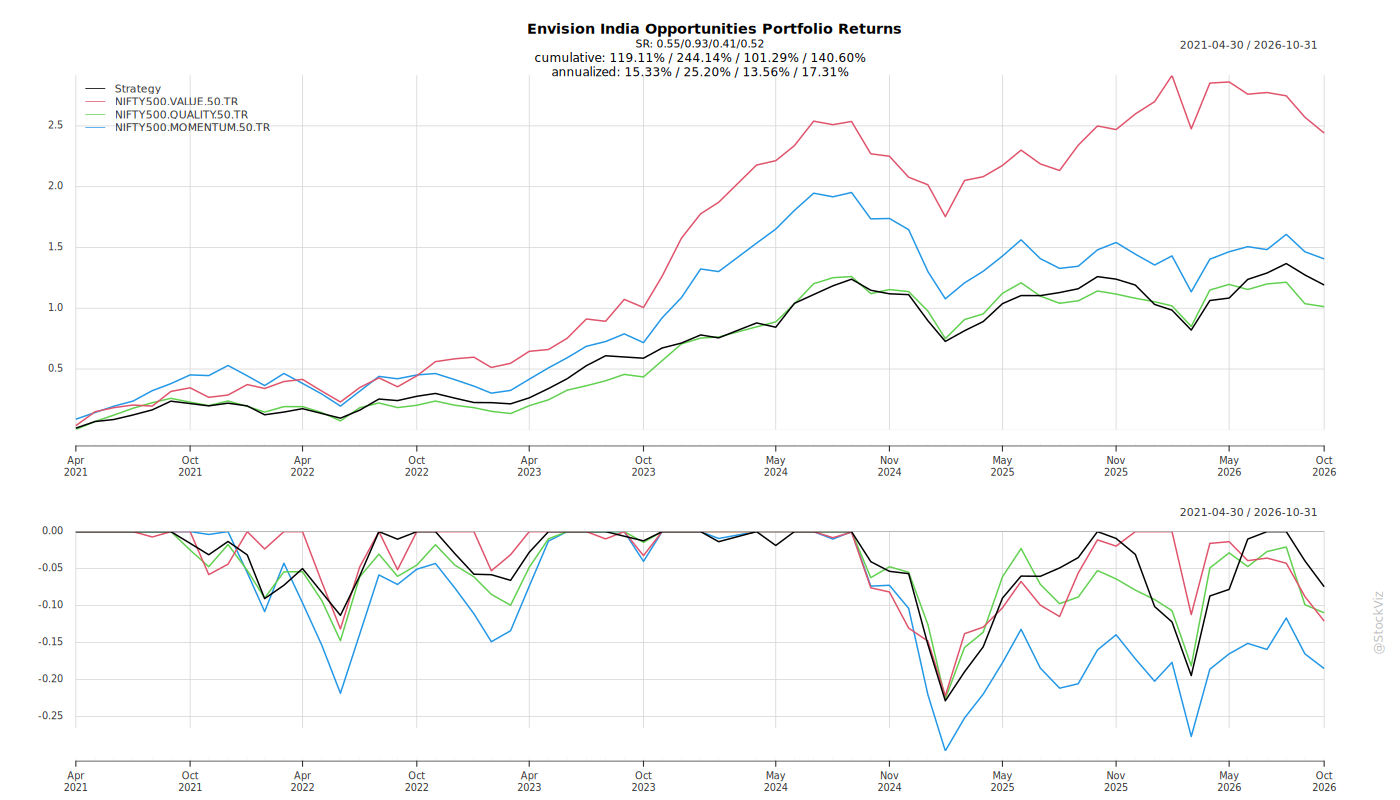 Envision India Opportunities Portfolio Returns
SR: 0.55/0.93/0.41/0.52
cumulative: 119.11% / 244.14% / 101.29% / 140.60%
annualized: 15.33% / 25.20% / 13.56% / 17.31%
2021-04-30 / 2026-10-31
Strategy
NIFTY500.VALUE.50.TR
NIFTY500.QUALITY.50.TR
NIFTY500.MOMENTUM.50.TR
2.5
2.0
1.5
1.0
0.5
Apr Oct Apr Oct Apr Oct May Nov May Nov May Oct
2021 2021 2022 2022 2023 2023 2024 2024 2025 2025 2026 2026
2021-04-30 / 2026-10-31
0.00
-0.05
-0.10
-0.15
-0.20
-0.25
Apr Oct Apr Oct Apr Oct May Nov May Nov May Oct
2021 2021 2022 2022 2023 2023 2024 2024 2025 2025 2026 2026
@StockViz